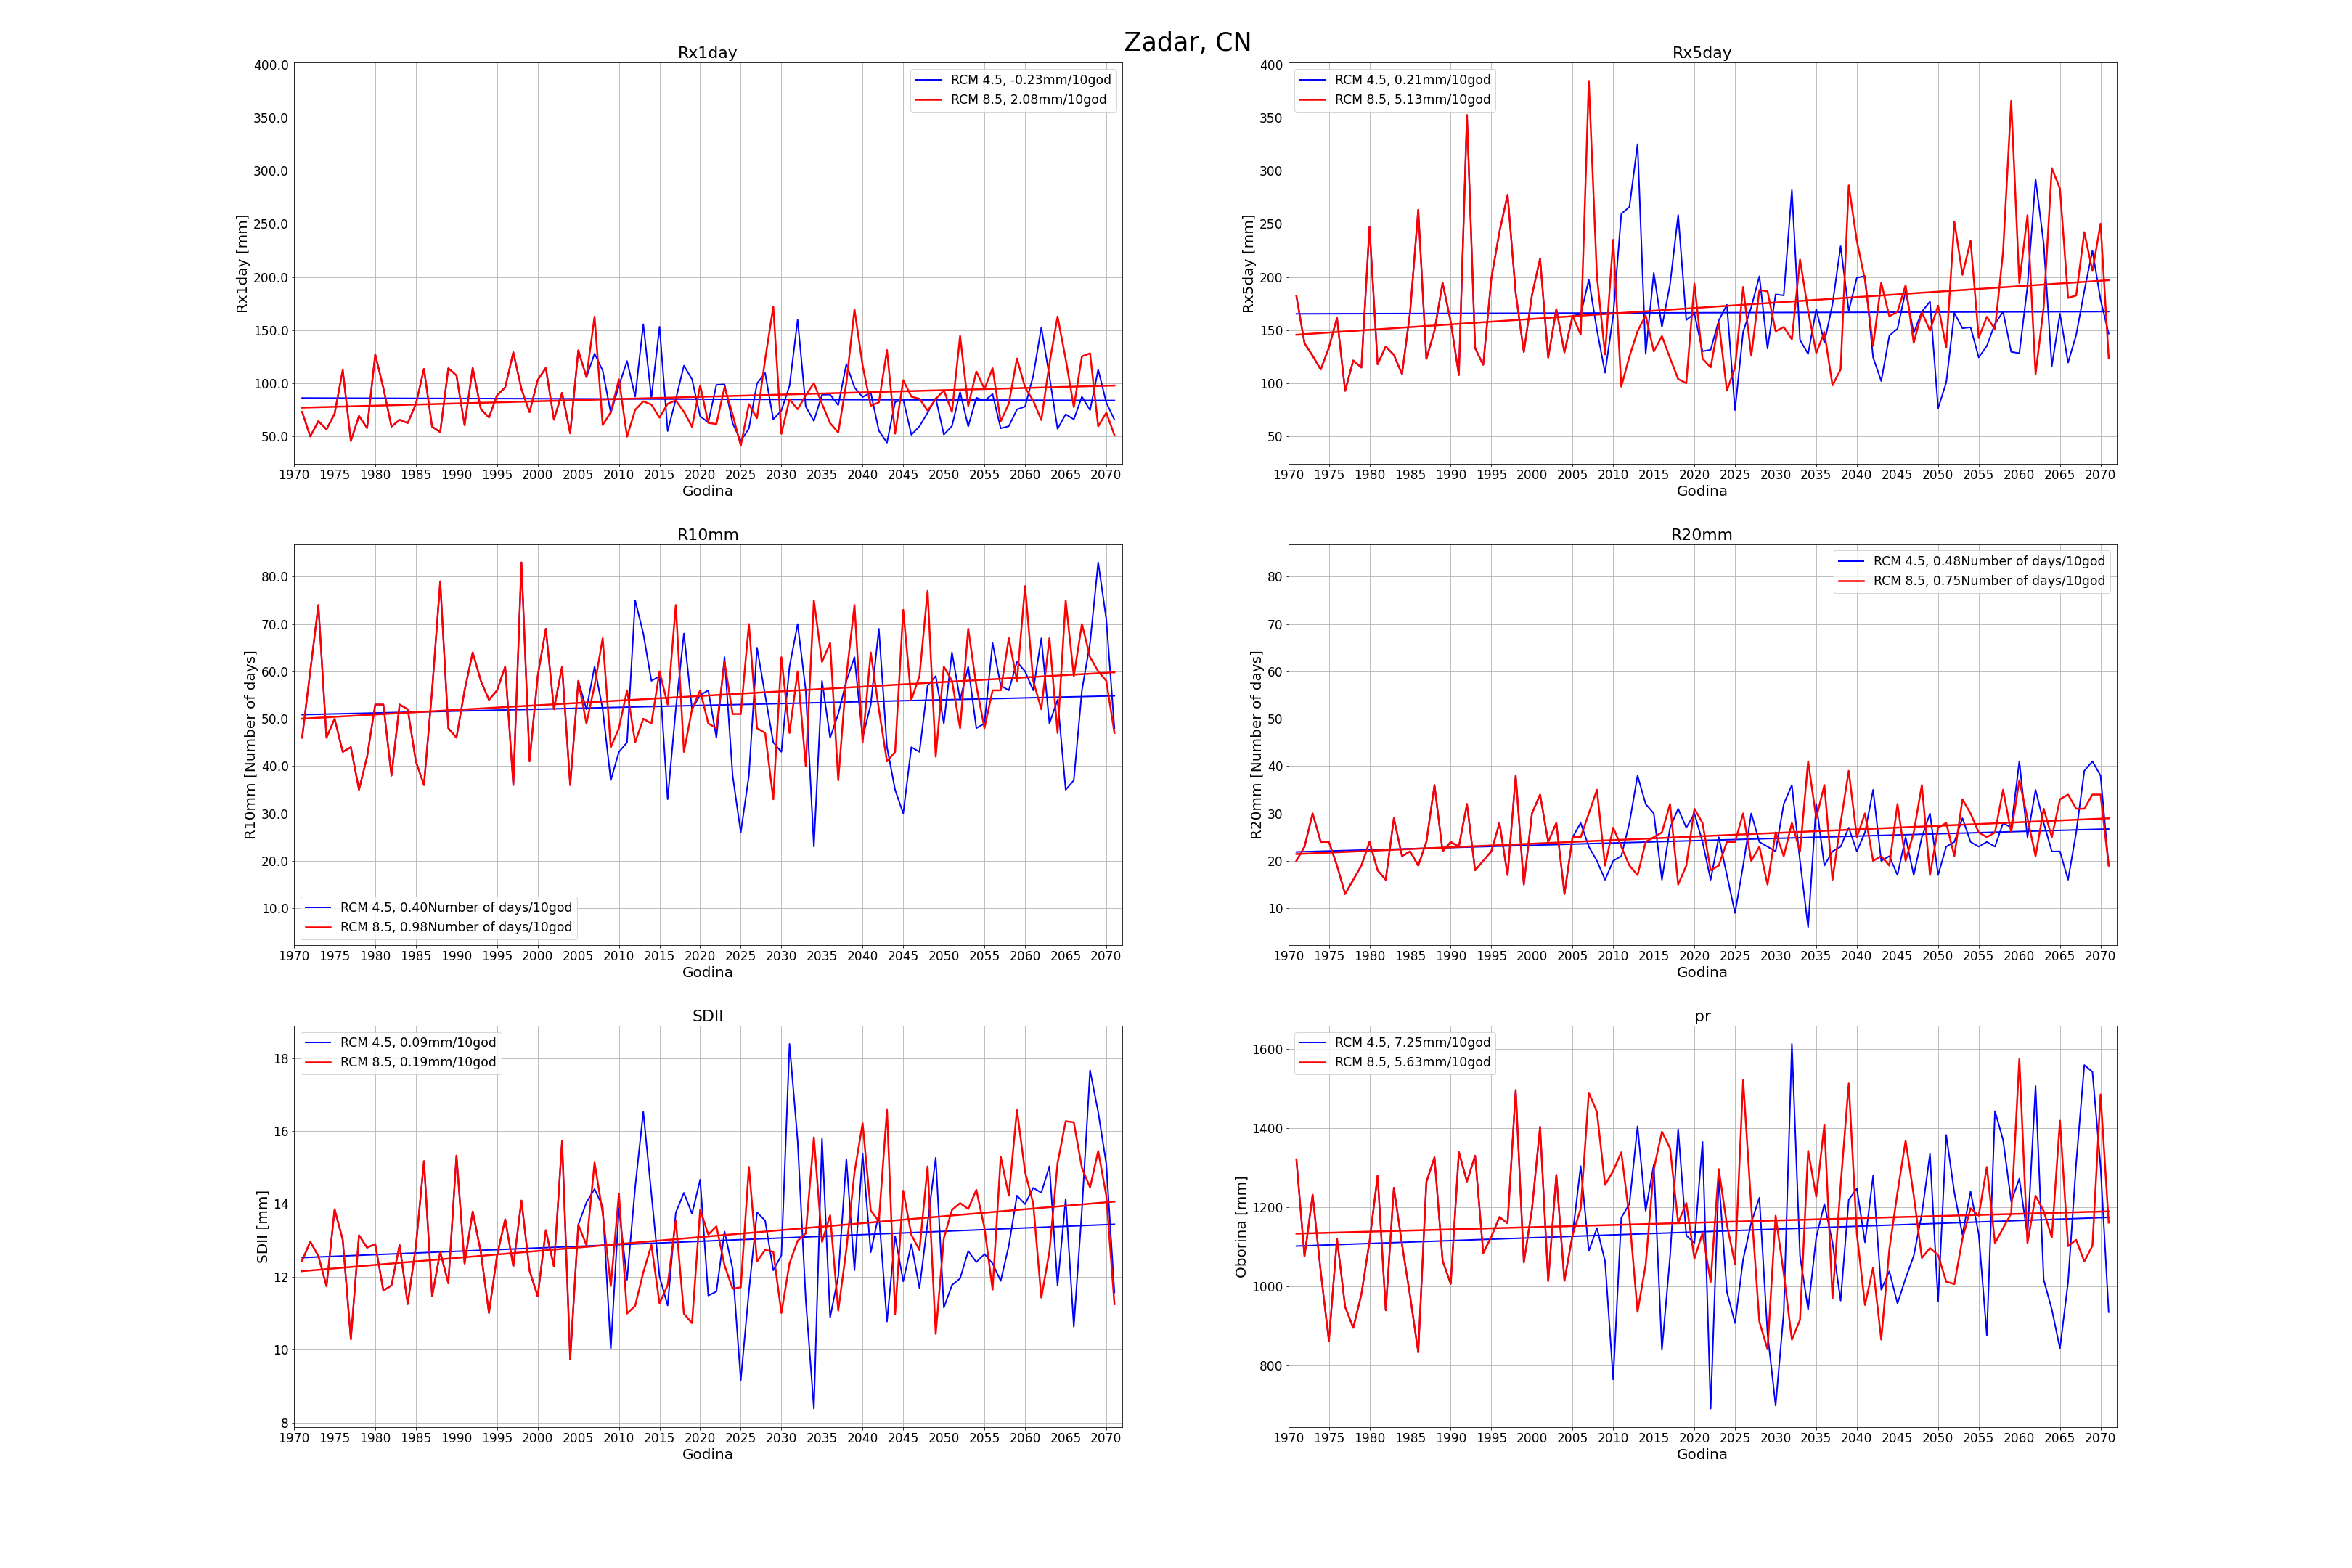 Zadar, CN
Rx1day
RCM 4.5, -0.23mm/10god
RCM 8.5, 2.08mm/10god
Rx1day [mm]
400.0
350.0
300.0
250.0
200.0
150.0
100.0
50.0
1970 1975 1980 1985 1990 1995 2000 2005 2010 2015 2020 2025 2030 2035 2040 2045 2050 2055 2060 2065 2070
Godina
Rx5day
RCM 4.5, 0.21mm/10god
RCM 8.5, 5.13mm/10god
Rx5day [mm]
400
350
300
250
200
150
100
50
1970 1975 1980 1985 1990 1995 2000 2005 2010 2015 2020 2025 2030 2035 2040 2045 2050 2055 2060 2065 2070
Godina
R10mm
R10mm [Number of days]
80.0
70.0
60.0
50.0
40.0
30.0
20.0
10.0
RCM 4.5, 0.40Number of days/10god
RCM 8.5, 0.98Number of days/10god
1970 1975 1980 1985 1990 1995 2000 2005 2010 2015 2020 2025 2030 2035 2040 2045 2050 2055 2060 2065 2070
Godina
R20mm
RCM 4.5, 0.48Number of days/10god
RCM 8.5, 0.75Number of days/10god
R20mm [Number of days]
80
70
60
50
40
30
20
10
1970 1975 1980 1985 1990 1995 2000 2005 2010 2015 2020 2025 2030 2035 2040 2045 2050 2055 2060 2065 2070
Godina
SDII
RCM 4.5, 0.09mm/10god
RCM 8.5, 0.19mm/10god
SDII [mm]
18
16
14
12
10
8
1970 1975 1980 1985 1990 1995 2000 2005 2010 2015 2020 2025 2030 2035 2040 2045 2050 2055 2060 2065 2070
Godina
pr
RCM 4.5, 7.25mm/10god
RCM 8.5, 5.63mm/10god
Oborina [mm]
1600
1400
1200
1000
800
1970 1975 1980 1985 1990 1995 2000 2005 2010 2015 2020 2025 2030 2035 2040 2045 2050 2055 2060 2065 2070
Godina